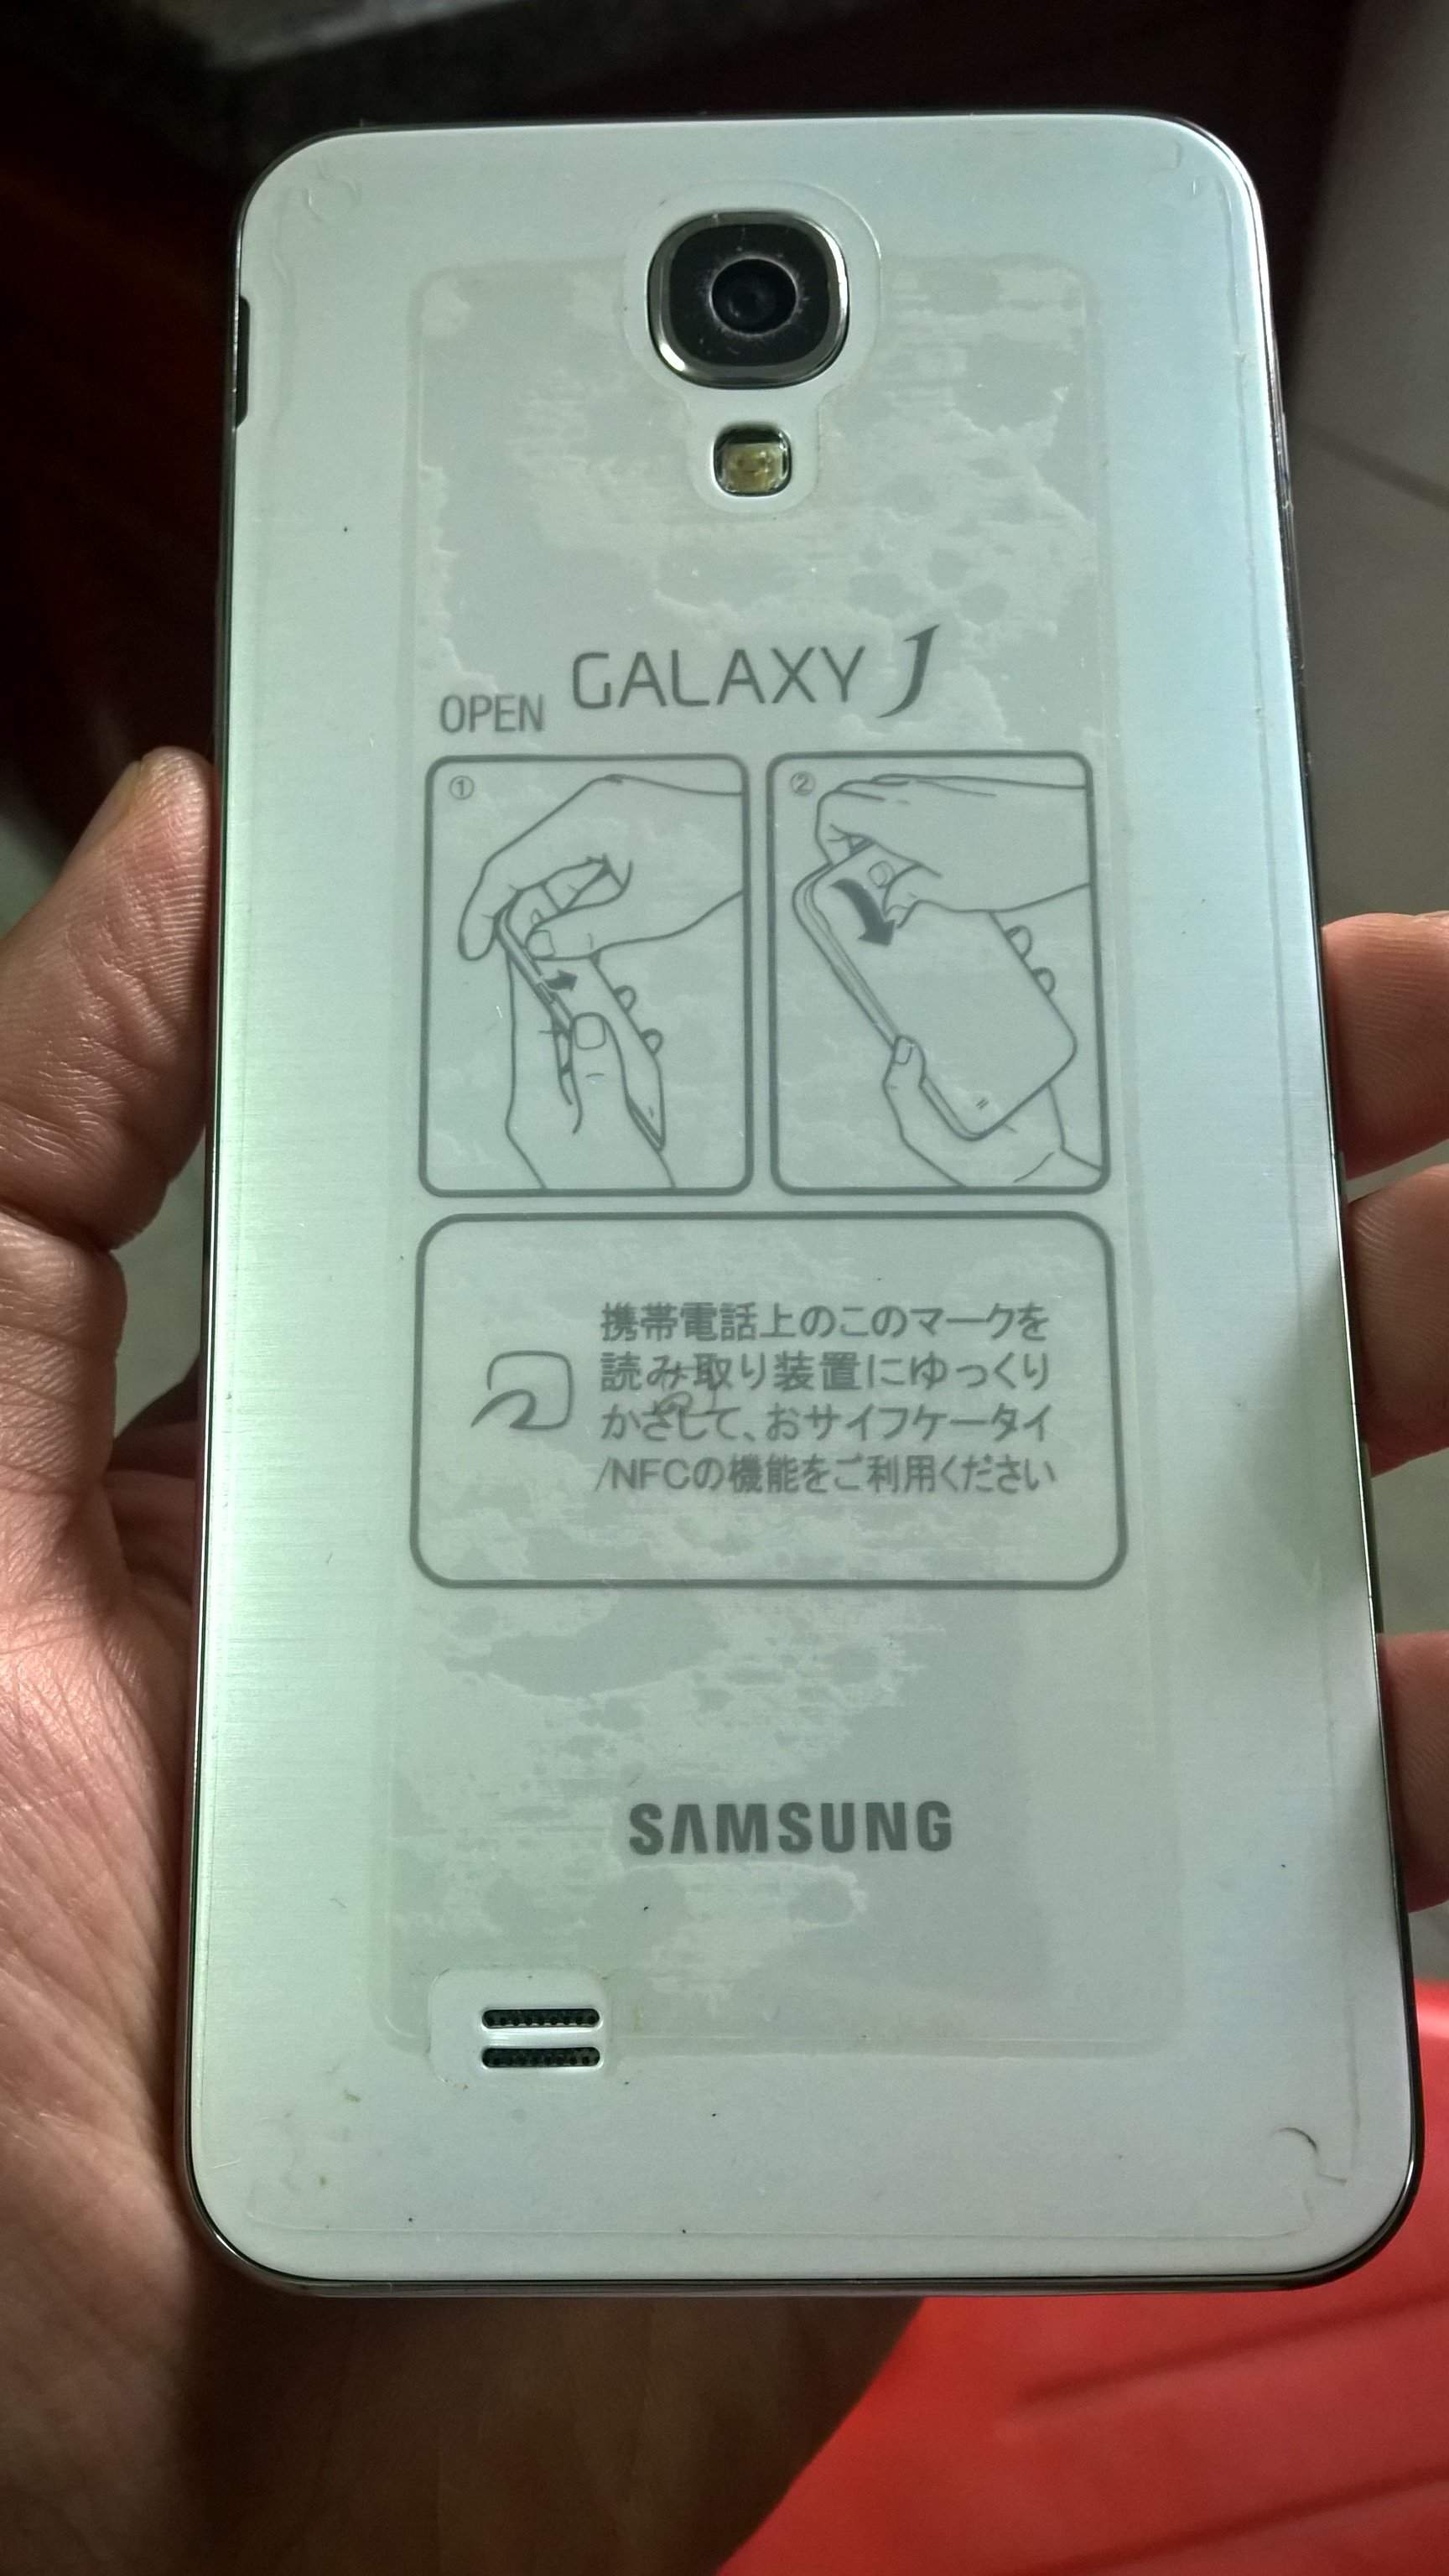 GALAXY J
OPEN
①
②
携帯電話上のこのマークを
読み取り装置にゆっくり
かざして、おサイフケータイ
/NFCの機能をご利用ください
SAMSUNG